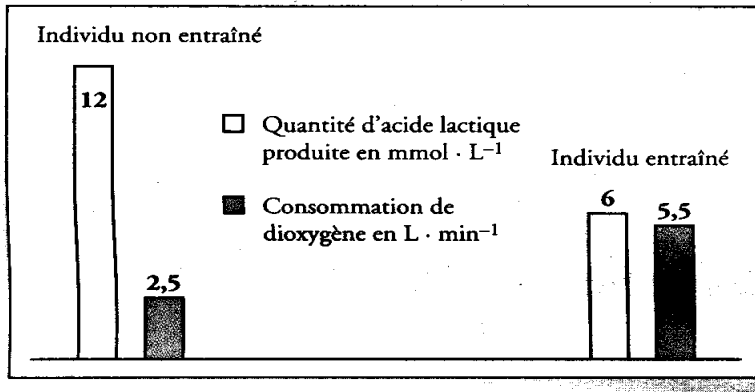 Individu non entraîné
12
2,5
Quantité d'acide lactique
produite en mmol · L⁻¹
Consommation de
dioxygène en L · min⁻¹
Individu entraîné
6
5,5